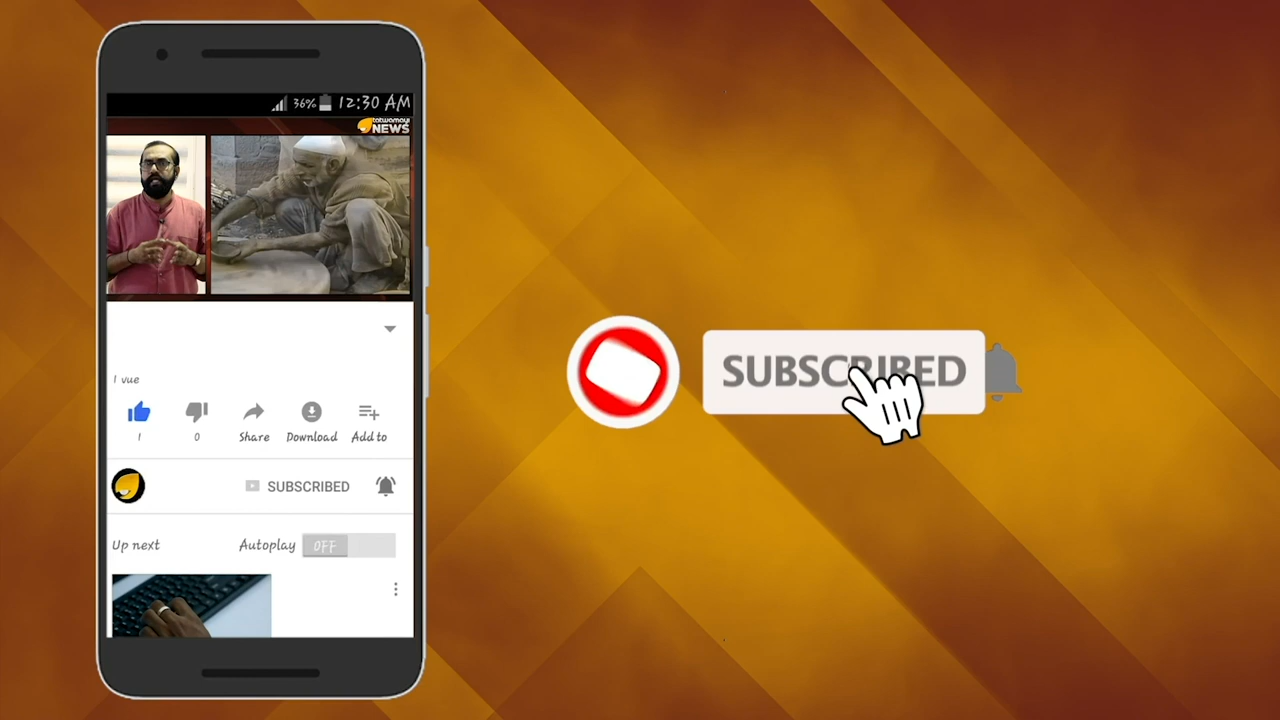 36% 12:30 AM
tatwamayi
NEWS
1 vue
1
0
Share
Download
Add to
SUBSCRIBED
Up next
Autoplay
OFF
SUBSCRIBED